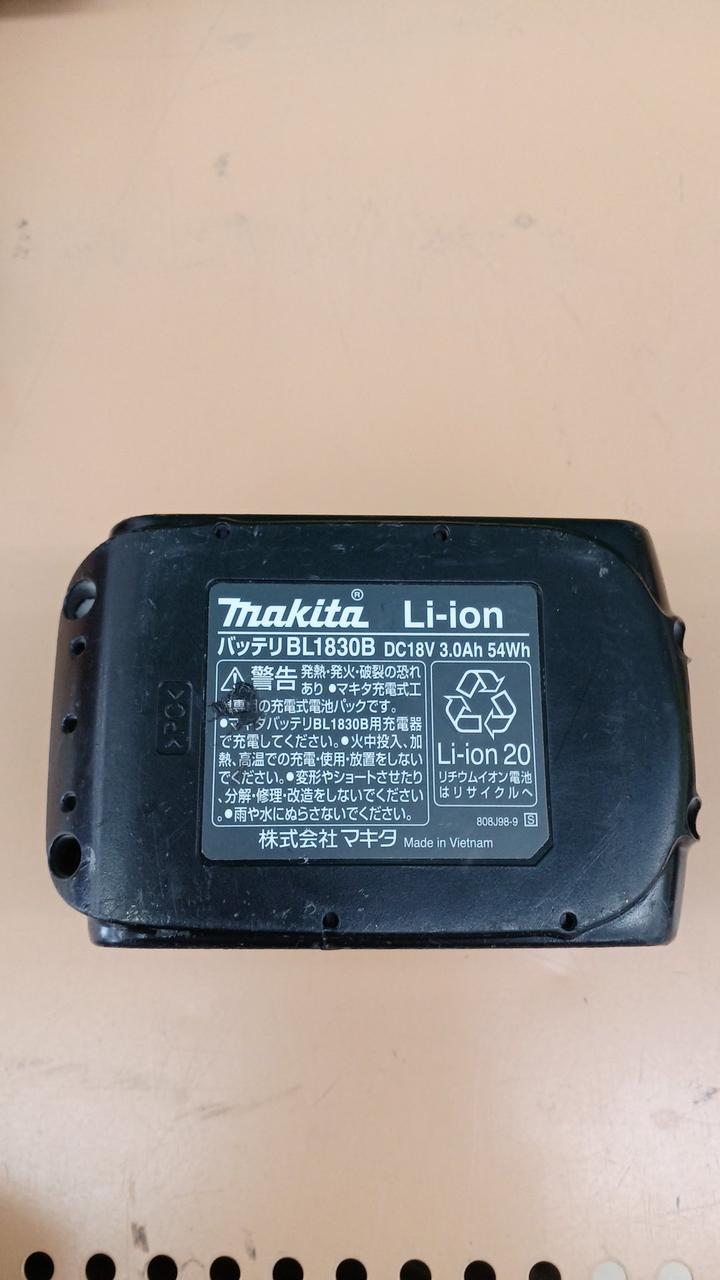 makita® Li-ion
バッテリBL1830B DC18V 3.0Ah 54Wh
警告 発熱・発火・破裂の恐れ
あり ●マキタ充電式工
の充電式電池パックです。
●マキタバッテリBL1830B用充電器
で充電してください。●火中投入、加
熱、高温での充電・使用・放置をしない
でください。●変形やショートさせたり
、分解・修理・改造をしないでください
。●雨や水にぬらさないでください。
Li-ion 20
リチウムイオン電池
はリサイクルへ
808J98-9 S
株式会社マキタ Made in Vietnam
>PC<